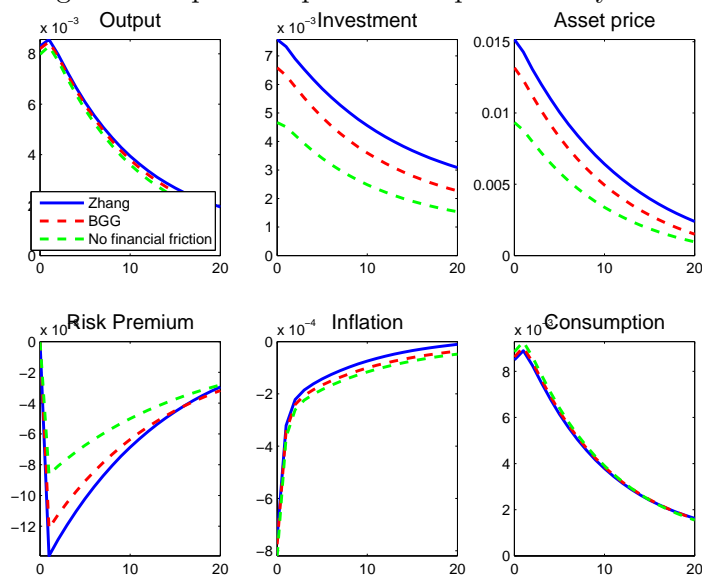 Output
Investment
Asset price
x 10⁻³
8
6
4
2
0
0 10 20
Zhang
BGG
No financial friction
x 10⁻³
7
6
5
4
3
2
1
0
0 10 20
0.015
0.01
0.005
0
0 10 20
Risk Premium
Inflation
Consumption
0
−2
−4
−6
−8
−10
−12
0 10 20
x 10⁻⁴
0
−2
−4
−6
−8
0 10 20
8
6
4
2
0
0 10 20